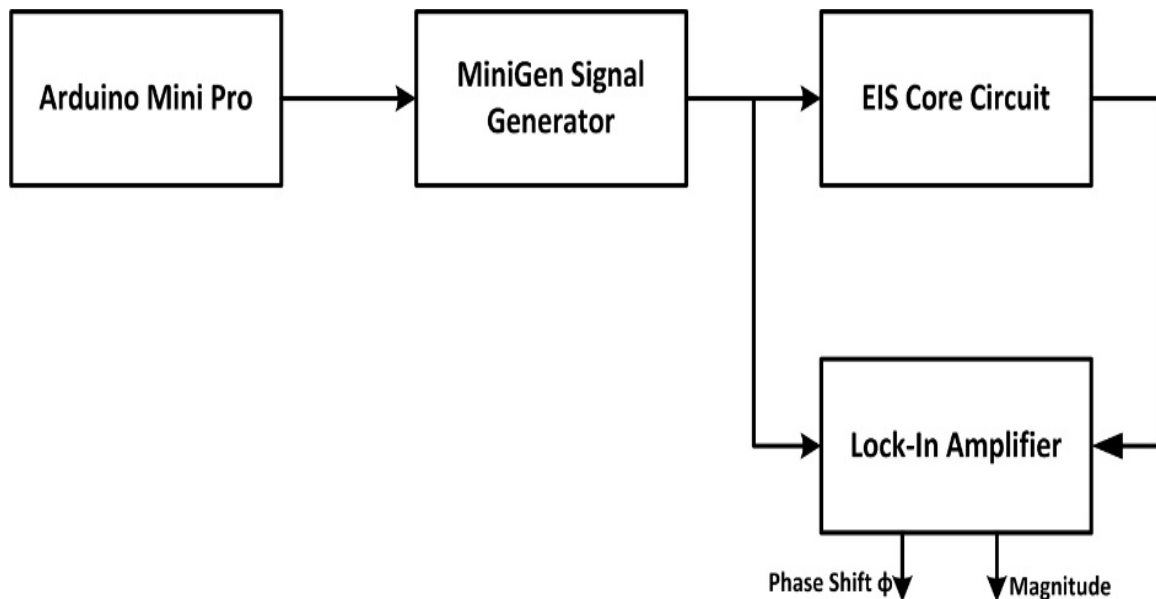 Arduino Mini Pro
MiniGen Signal
Generator
EIS Core Circuit
Lock-In Amplifier
Phase Shift ϕ
Magnitude